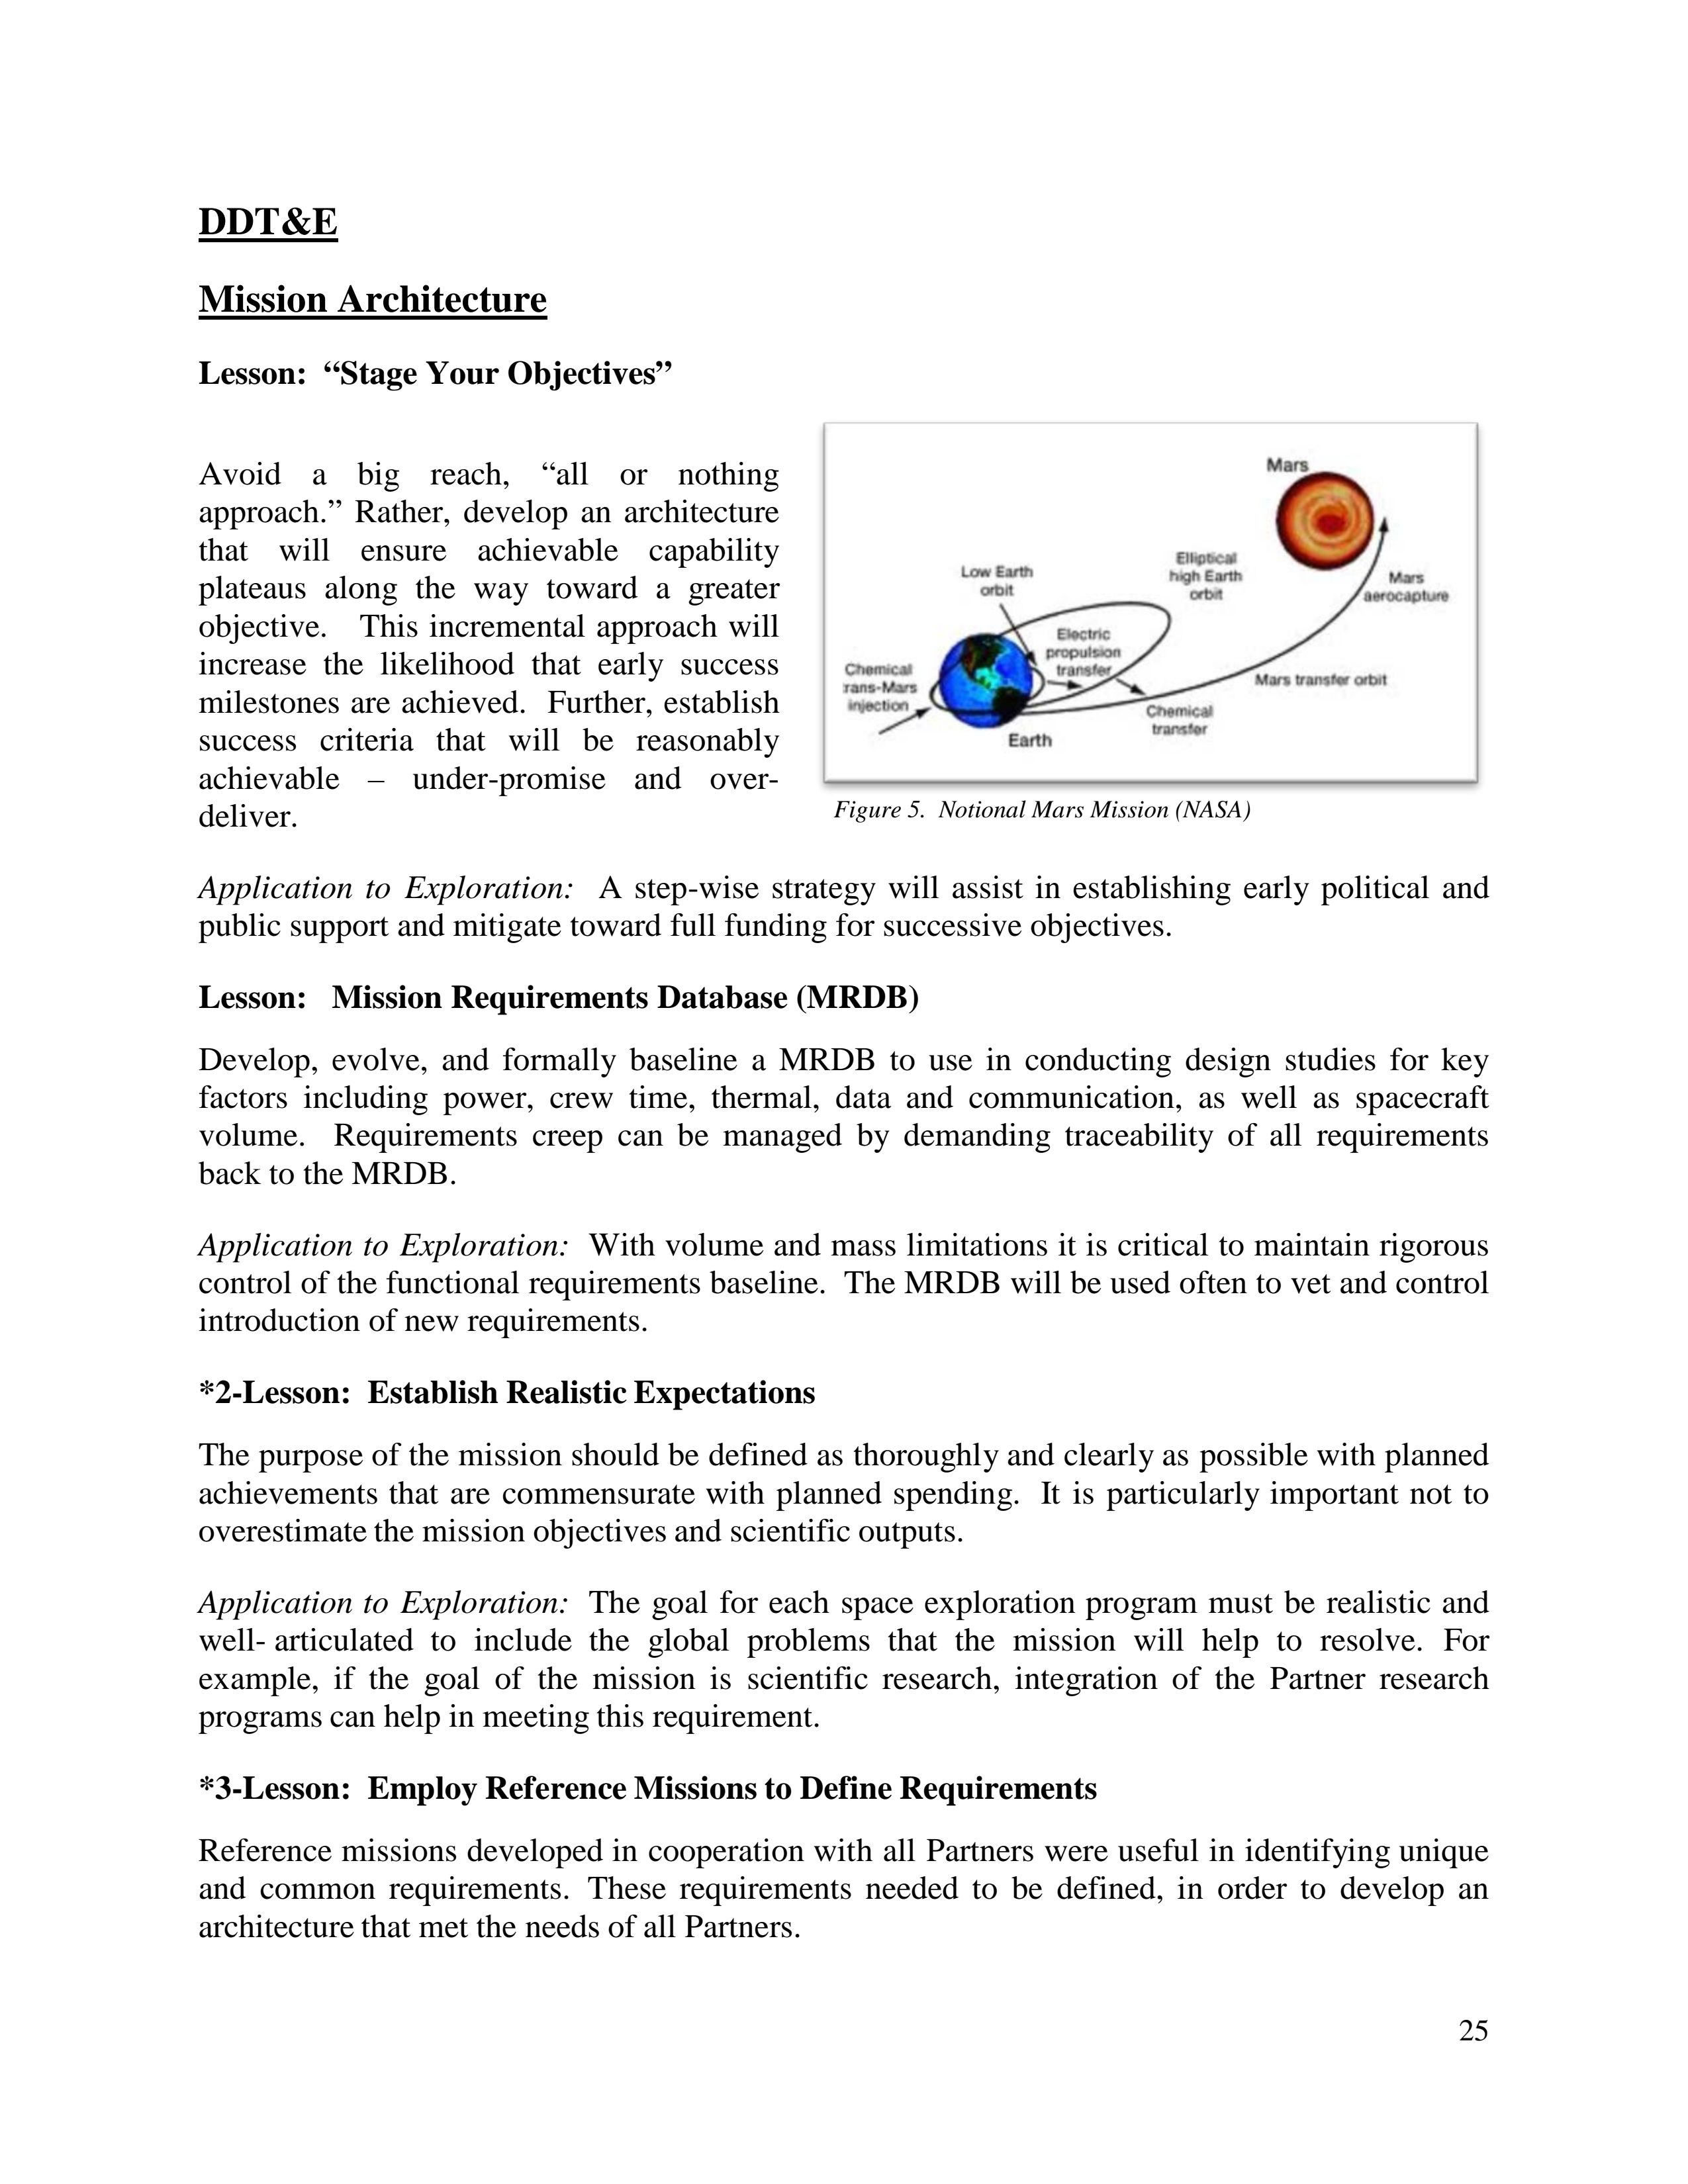 DDT&E
Mission Architecture
Lesson:  “Stage Your Objectives”
Avoid a big reach, “all or nothing
approach.” Rather, develop an architecture
that will ensure achievable capability
plateaus along the way toward a greater
objective.  This incremental approach will
increase the likelihood that early success
milestones are achieved.  Further, establish
success criteria that will be reasonably
achievable – under-promise and over-
deliver.
Mars
Low Earth
orbit
Elliptical
high Earth
orbit
Mars
aerocapture
Electric
propulsion
transfer
Chemical
rans-Mars
injection
Mars transfer orbit
Chemical
transfer
Earth
Figure 5.  Notional Mars Mission (NASA)
Application to Exploration:  A step-wise strategy will assist in establishing early political and
public support and mitigate toward full funding for successive objectives.
Lesson:  Mission Requirements Database (MRDB)
Develop, evolve, and formally baseline a MRDB to use in conducting design studies for key
factors including power, crew time, thermal, data and communication, as well as spacecraft
volume.  Requirements creep can be managed by demanding traceability of all requirements
back to the MRDB.
Application to Exploration:  With volume and mass limitations it is critical to maintain rigorous
control of the functional requirements baseline.  The MRDB will be used often to vet and control
introduction of new requirements.
*2-Lesson:  Establish Realistic Expectations
The purpose of the mission should be defined as thoroughly and clearly as possible with planned
achievements that are commensurate with planned spending.  It is particularly important not to
overestimate the mission objectives and scientific outputs.
Application to Exploration:  The goal for each space exploration program must be realistic and
well- articulated to include the global problems that the mission will help to resolve. For
example, if the goal of the mission is scientific research, integration of the Partner research
programs can help in meeting this requirement.
*3-Lesson:  Employ Reference Missions to Define Requirements
Reference missions developed in cooperation with all Partners were useful in identifying unique
and common requirements. These requirements needed to be defined, in order to develop an
architecture that met the needs of all Partners.
25